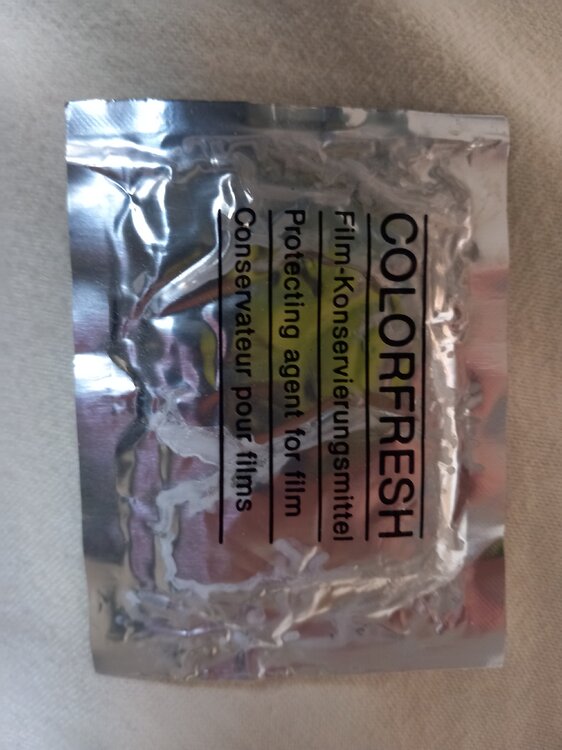 COLORFRESH
Film-Konservierungsmittel
Protecting agent for film
Conservateur pour films